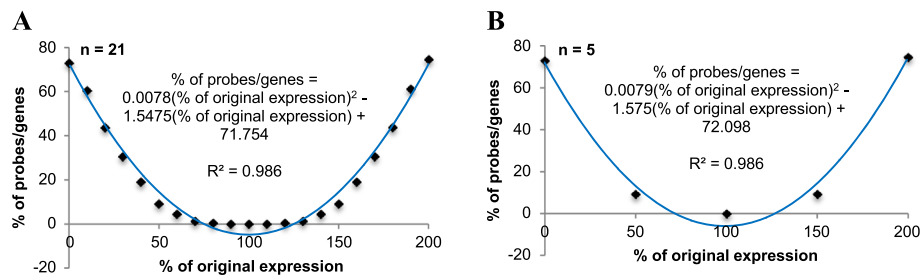 A
n = 21
% of probes/genes =
0.0078(% of original expression)² -
1.5475(% of original expression) +
71.754
R² = 0.986
% of probes/genes
80
60
40
20
0
-20
0
50
100
150
200
% of original expression
B
n = 5
% of probes/genes =
0.0079(% of original expression)² -
1.575(% of original expression) +
72.098
R² = 0.986
% of probes/genes
80
60
40
20
0
-20
0
50
100
150
200
% of original expression